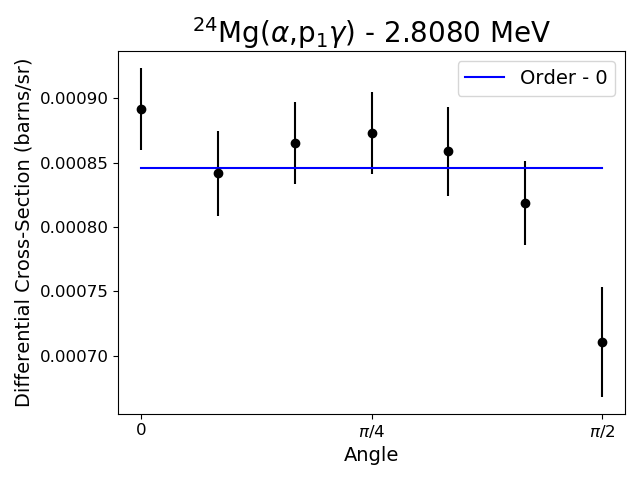 ²⁴Mg(α,p₁γ) - 2.8080 MeV
Order - 0
Differential Cross-Section (barns/sr)
0.00090
0.00085
0.00080
0.00075
0.00070
0 π/4 π/2
Angle